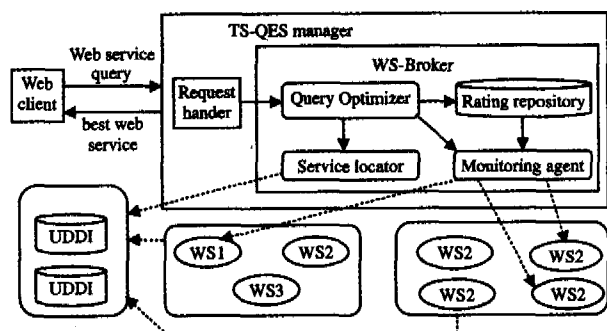 TS-QES manager
Web service
query
WS-Broker
Web
client
Request
hander
Query Optimizer
Rating repository
best web
service
Service locator
Monitoring agent
UDDI
WS1
WS2
WS2
WS2
WS3
UDDI
WS2
WS2